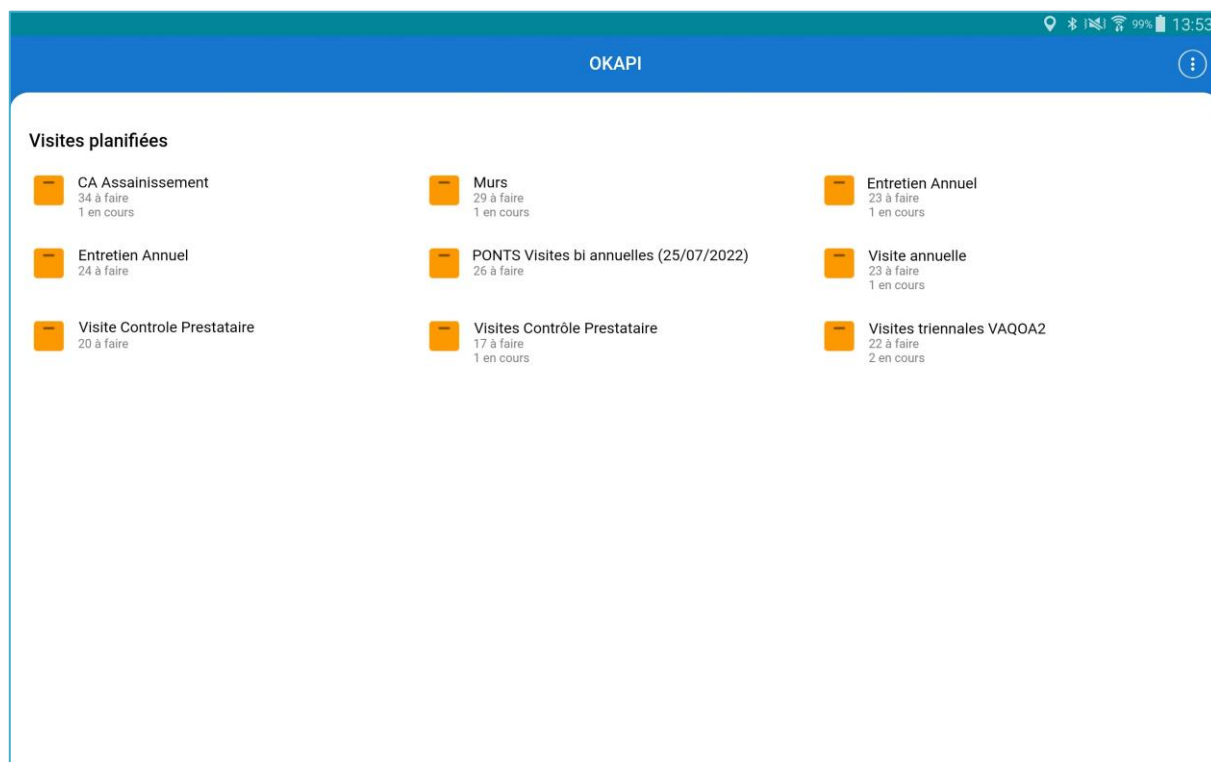 99% 13:53
OKAPI
Visites planifiées
CA Assainissement
34 à faire
1 en cours
Murs
29 à faire
1 en cours
Entretien Annuel
23 à faire
1 en cours
Entretien Annuel
24 à faire
PONTS Visites bi annuelles (25/07/2022)
26 à faire
Visite annuelle
23 à faire
1 en cours
Visite Controle Prestataire
20 à faire
Visites Contrôle Prestataire
17 à faire
1 en cours
Visites triennales VAQOA2
22 à faire
2 en cours